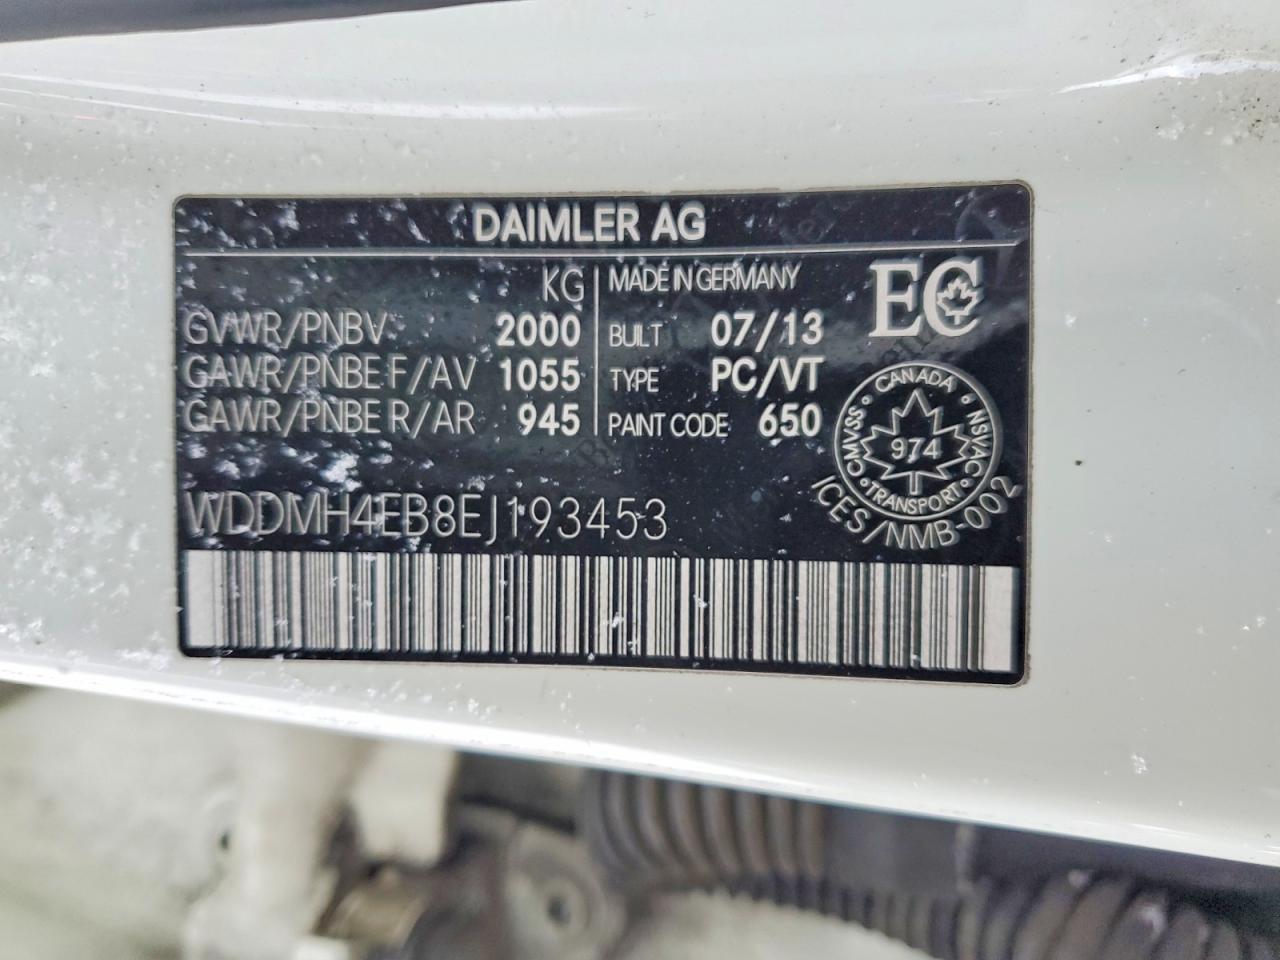 DAIMLER AG
KG
GVWR/PNBV 2000
GAWR/PNBE F/AV 1055
GAWR/PNBE R/AR 945
MADE IN GERMANY
BUILT 07/13
TYPE PC/VT
PAINT CODE 650
EC
CANADA
CMVSS
974
NSVAC
TRANSPORT
ICES/NMB-002
WDDMH4EB8EJ193453